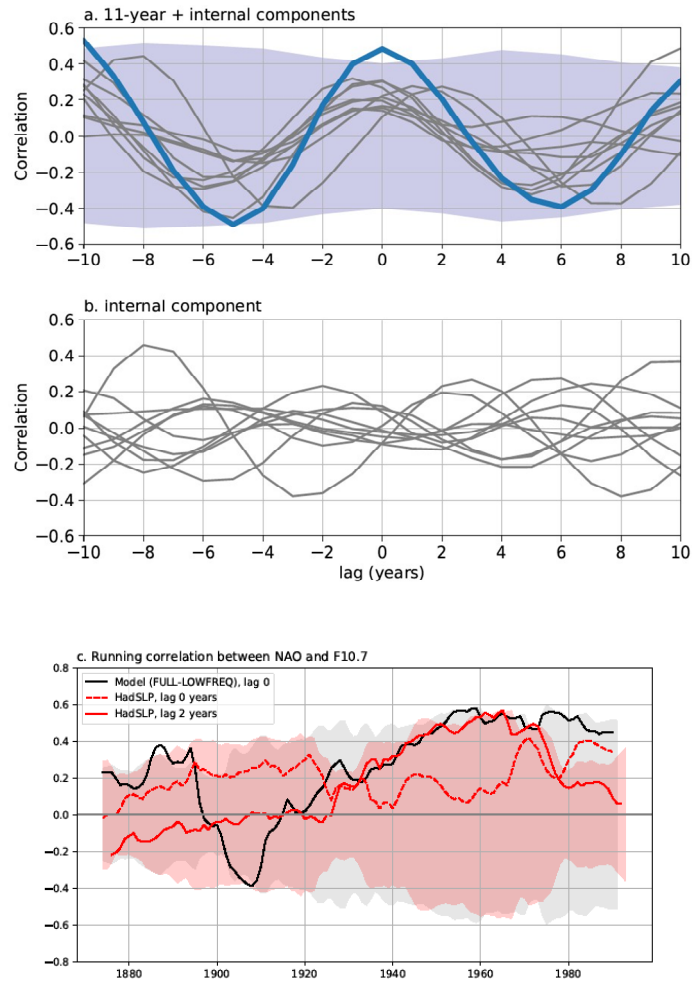 a. 11-year + internal components
0.6
0.4
0.2
0.0
−0.2
−0.4
−0.6
Correlation
−10 −8 −6 −4 −2 0 2 4 6 8 10
b. internal component
0.6
0.4
0.2
0.0
−0.2
−0.4
−0.6
Correlation
−10 −8 −6 −4 −2 0 2 4 6 8 10
lag (years)
c. Running correlation between NAO and F10.7
0.8
0.6
0.4
0.2
0.0
−0.2
−0.4
−0.6
−0.8
Model (FULL-LOWFREQ), lag 0
HadSLP, lag 0 years
HadSLP, lag 2 years
1880 1900 1920 1940 1960 1980